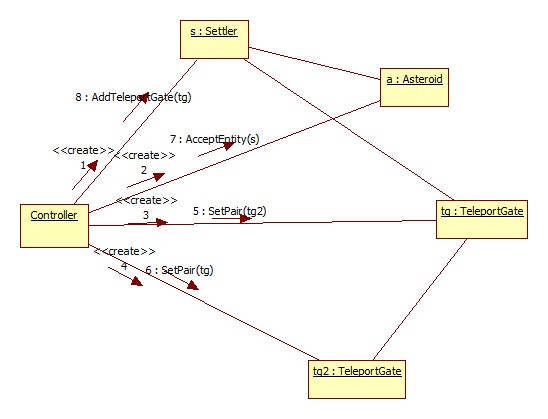 s : Settler
a : Asteroid
8 : AddTeleportGate(tg)
7 : AcceptEntity(s)
<<create>>
1
<<create>>
2
<<create>>
3
5 : SetPair(tg2)
Controller
tg : TeleportGate
<<create>>
4
6 : SetPair(tg)
tg2 : TeleportGate